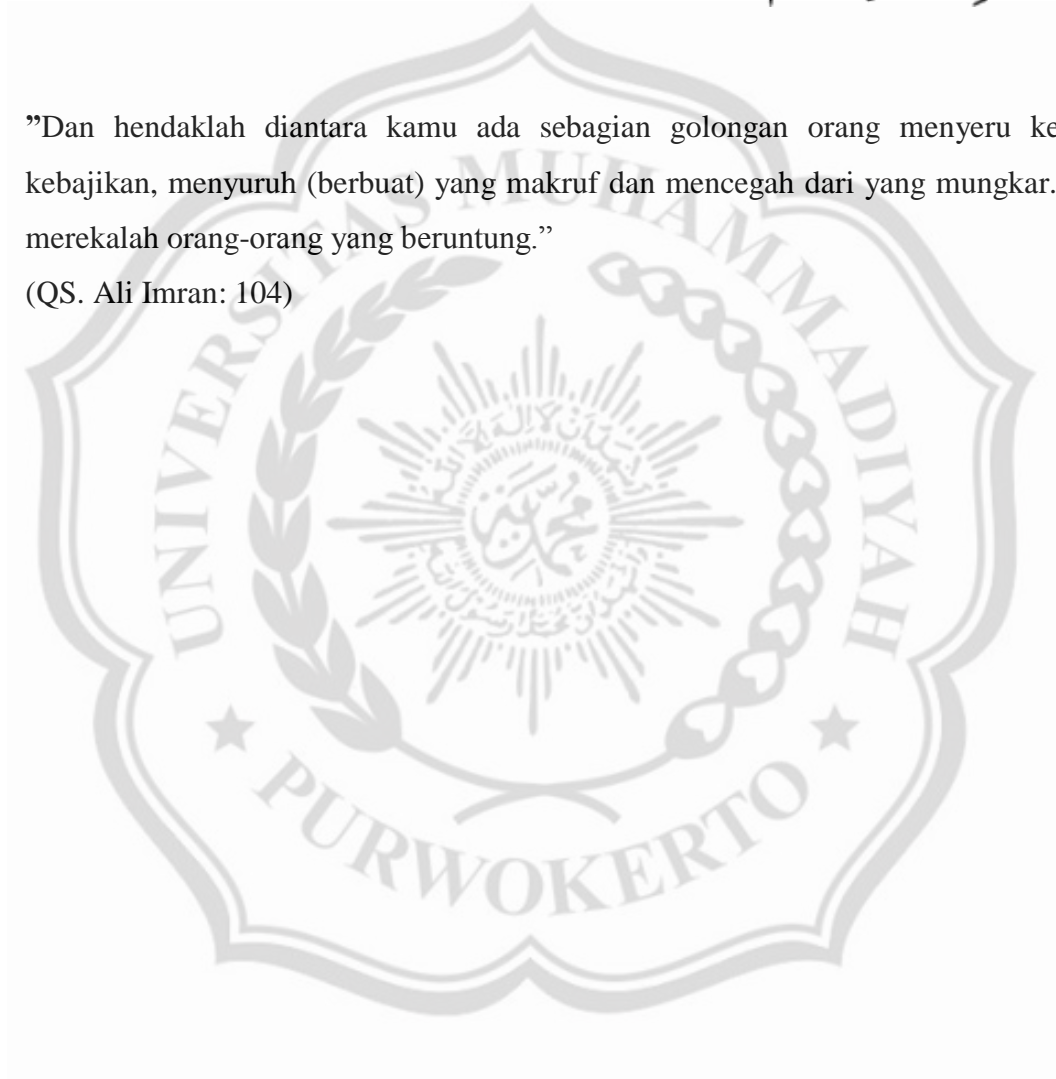 ”Dan hendaklah diantara kamu ada sebagian golongan orang menyeru ke
kebajikan, menyuruh (berbuat) yang makruf dan mencegah dari yang mungkar.
merekalah orang-orang yang beruntung.”
(QS. Ali Imran: 104)
UNIVERSITAS MUHAMMADIYAH
PURWOKERTO